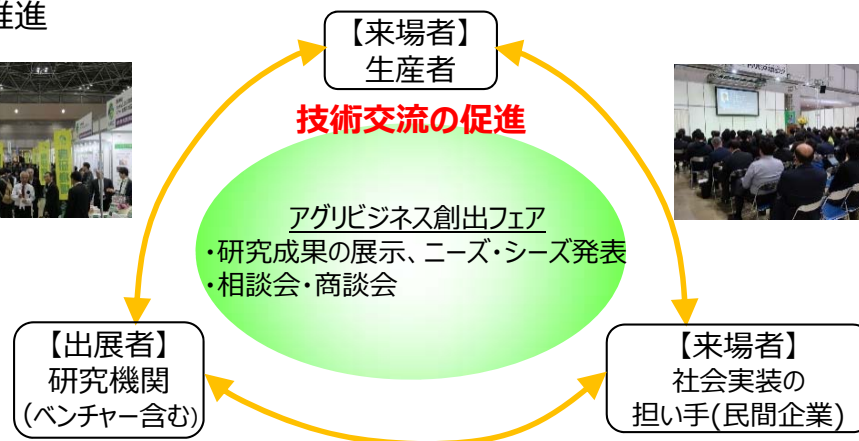 推進
【来場者】
生産者
技術交流の促進
アグリビジネス創出フェア
・研究成果の展示、ニーズ・シーズ発表
・相談会・商談会
【出展者】
研究機関
(ベンチャー含む)
【来場者】
社会実装の
担い手(民間企業)